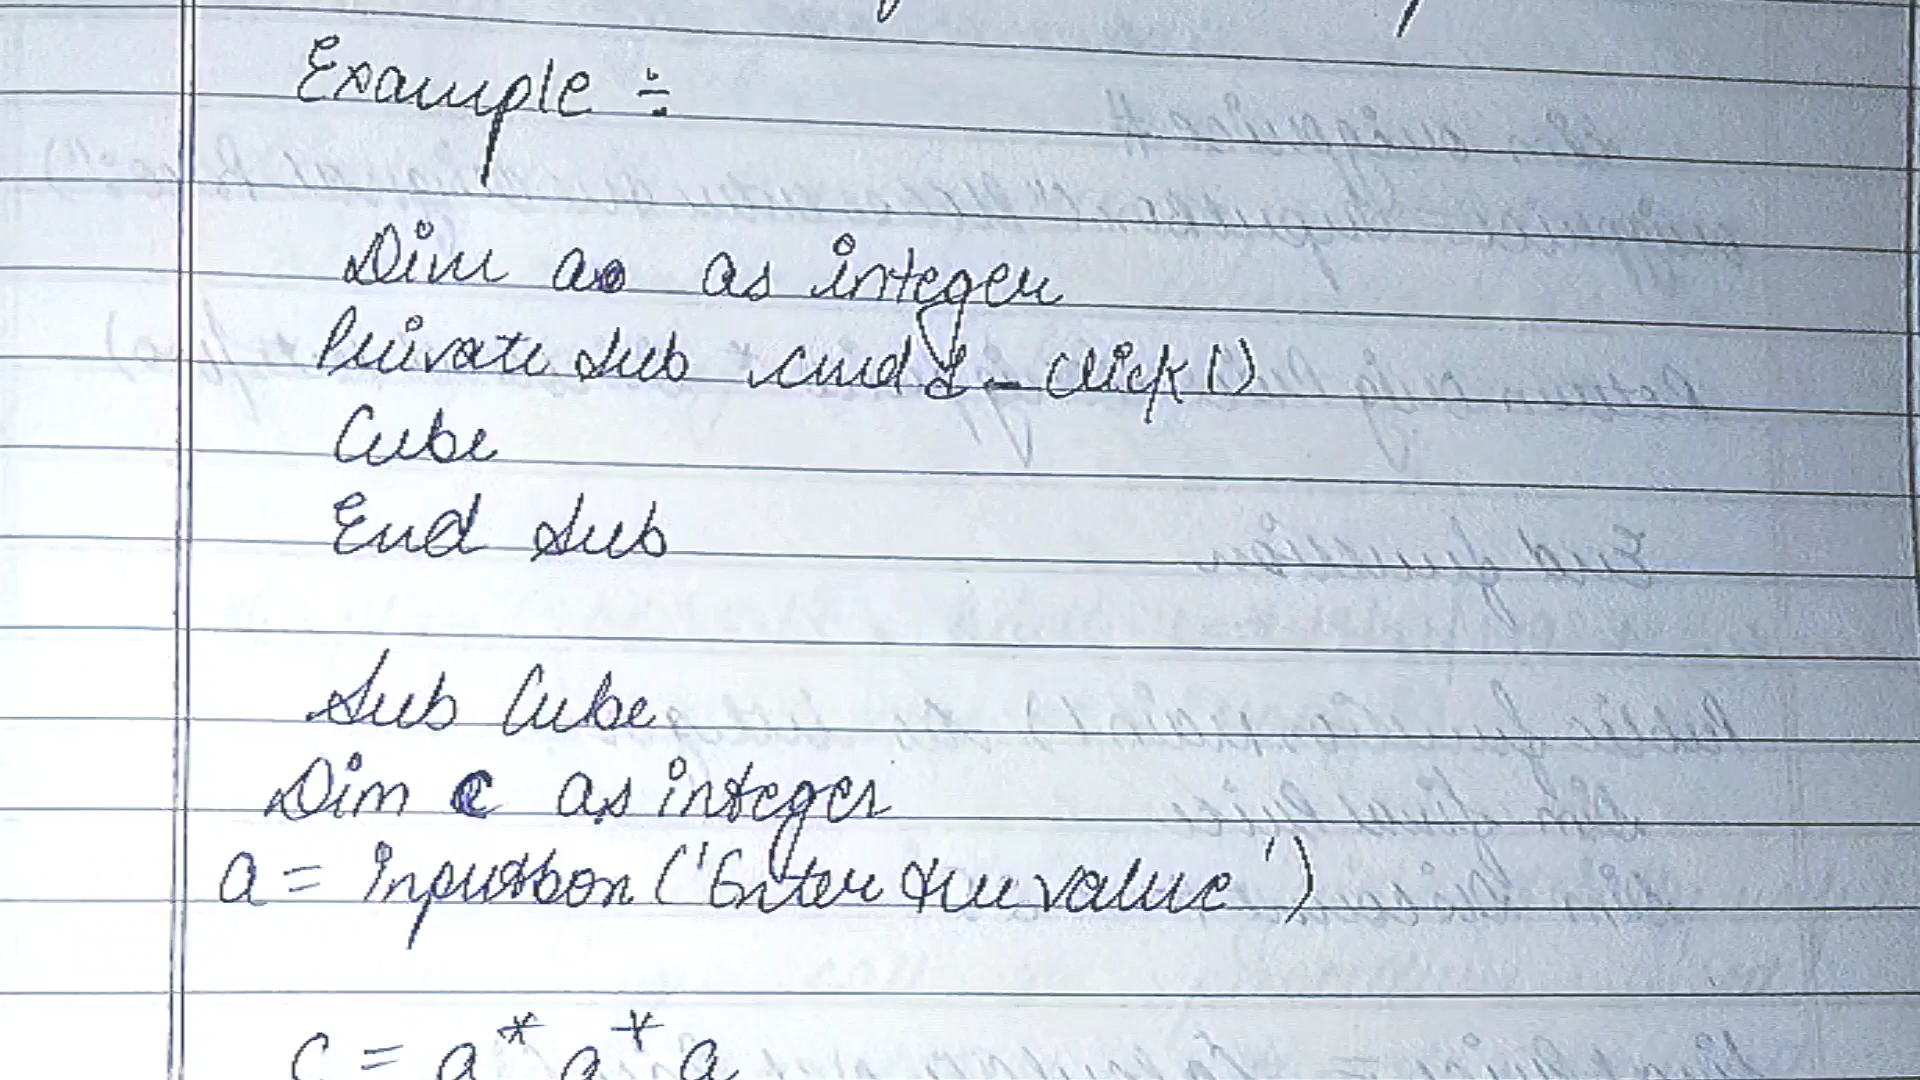 Example :-
Dim a as integer
Private Sub cmd1_Click()
Cube
End Sub
Sub Cube
Dim c as integer
a = Inputbox ('Enter the value')
c = a* a* a